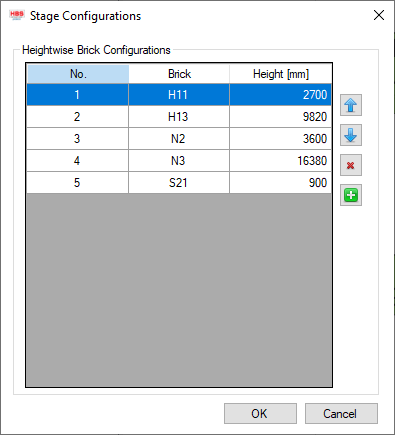 HBS Stage Configurations
Heightwise Brick Configurations
No. Brick Height [mm]
1 H11 2700
2 H13 9820
3 N2 3600
4 N3 16380
5 S21 900
OK Cancel